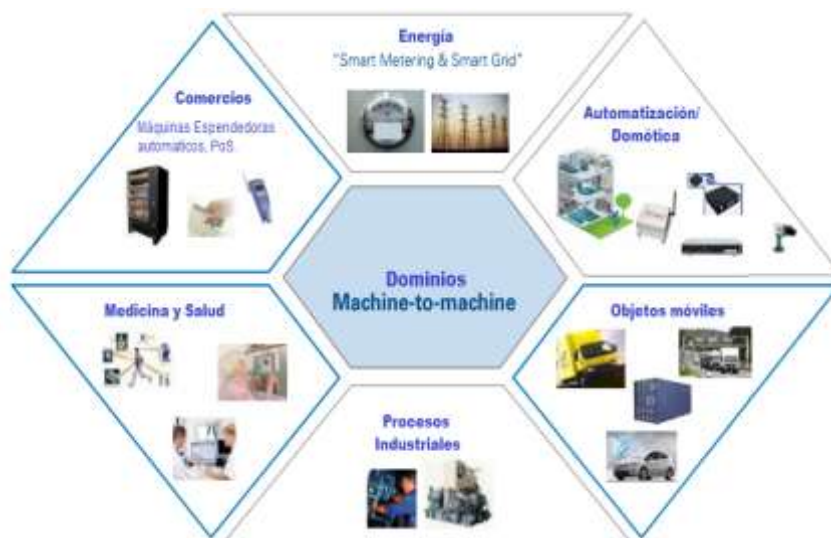 Energía
"Smart Metering & Smart Grid"
Comercios
Máquinas Espendedoras
automaticos, PoS.
Automatización/
Domótica
Dominios
Machine-to-machine
Medicina y Salud
Objetos móviles
Procesos
Industriales